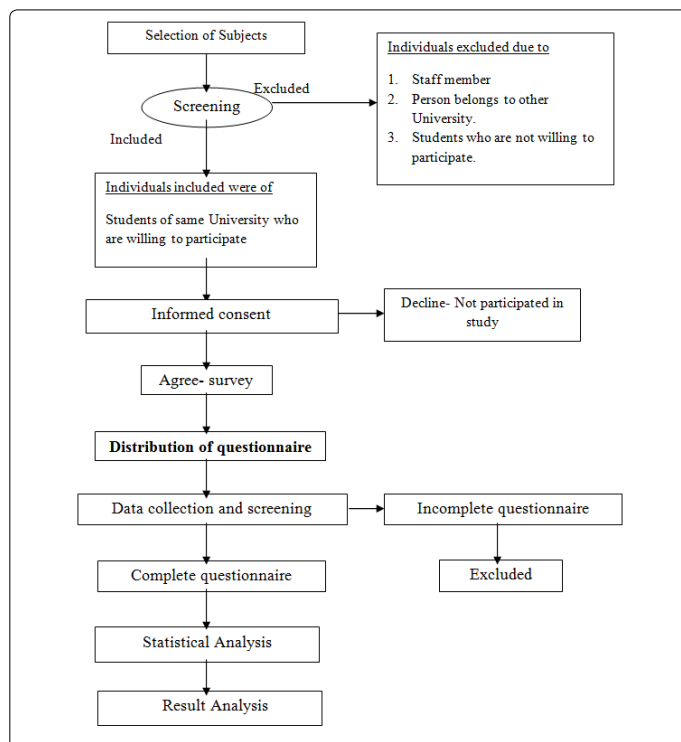 Selection of Subjects
Individuals excluded due to
1. Staff member
2. Person belongs to other
University.
3. Students who are not willing to
participate.
Excluded
Screening
Included
Individuals included were of
Students of same University who
are willing to participate
Informed consent
Decline- Not participated in
study
Agree- survey
Distribution of questionnaire
Data collection and screening
Incomplete questionnaire
Complete questionnaire
Excluded
Statistical Analysis
Result Analysis